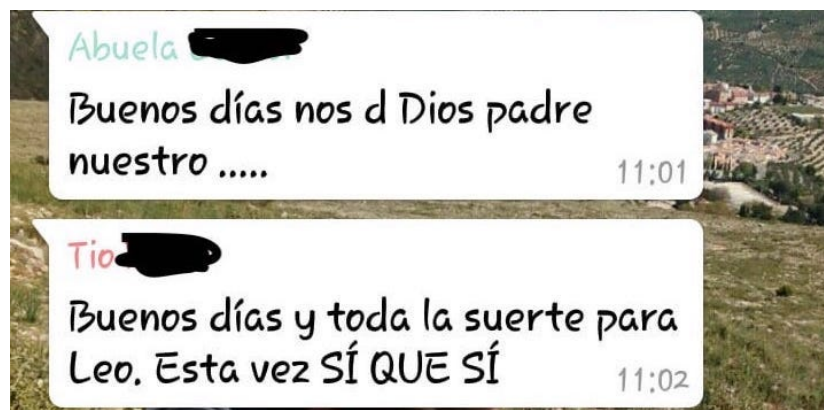 Abuela
Buenos días nos d Dios padre
nuestro .....
11:01
Tio
Buenos días y toda la suerte para
Leo. Esta vez SÍ QUE SÍ
11:02